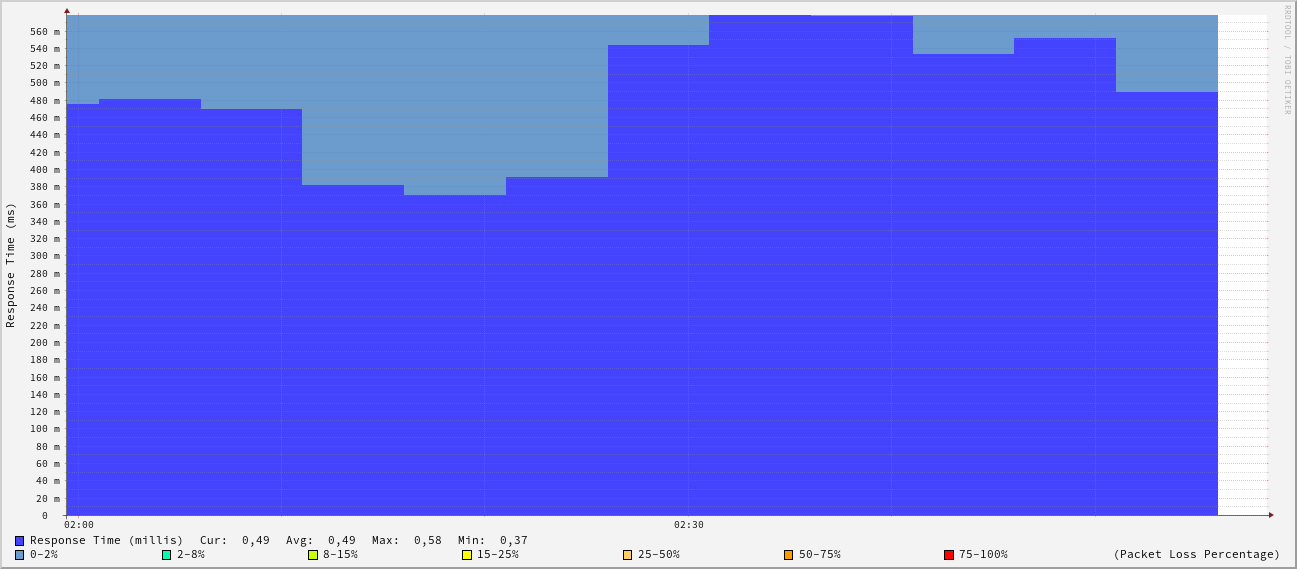 RRDTOOL / TOBI OETIKER
Response Time (ms)
560 m
540 m
520 m
500 m
480 m
460 m
440 m
420 m
400 m
380 m
360 m
340 m
320 m
300 m
280 m
260 m
240 m
220 m
200 m
180 m
160 m
140 m
120 m
100 m
80 m
60 m
40 m
20 m
0
02:00 02:30
Response Time (millis) Cur: 0,49 Avg: 0,49 Max: 0,58 Min: 0,37
0-2% 2-8% 8-15% 15-25% 25-50% 50-75% 75-100% (Packet Loss Percentage)